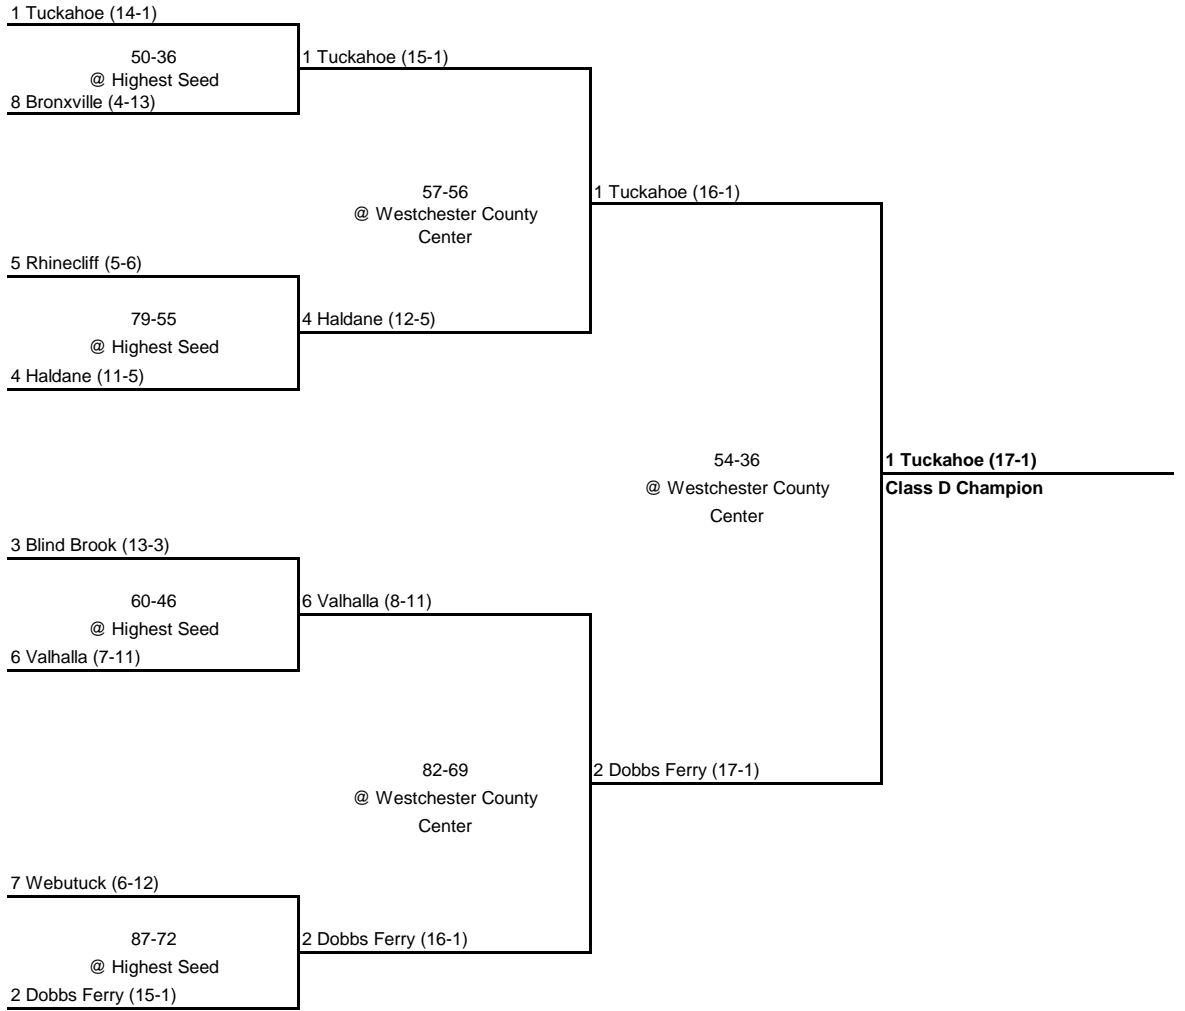 1 Tuckahoe (14-1)
50-36
@ Highest Seed
8 Bronxville (4-13)
1 Tuckahoe (15-1)
57-56
@ Westchester County
Center
1 Tuckahoe (16-1)
5 Rhinecliff (5-6)
79-55
@ Highest Seed
4 Haldane (11-5)
4 Haldane (12-5)
54-36
@ Westchester County
Center
1 Tuckahoe (17-1)
Class D Champion
3 Blind Brook (13-3)
60-46
@ Highest Seed
6 Valhalla (7-11)
6 Valhalla (8-11)
82-69
@ Westchester County
Center
2 Dobbs Ferry (17-1)
7 Webutuck (6-12)
87-72
@ Highest Seed
2 Dobbs Ferry (15-1)
2 Dobbs Ferry (16-1)